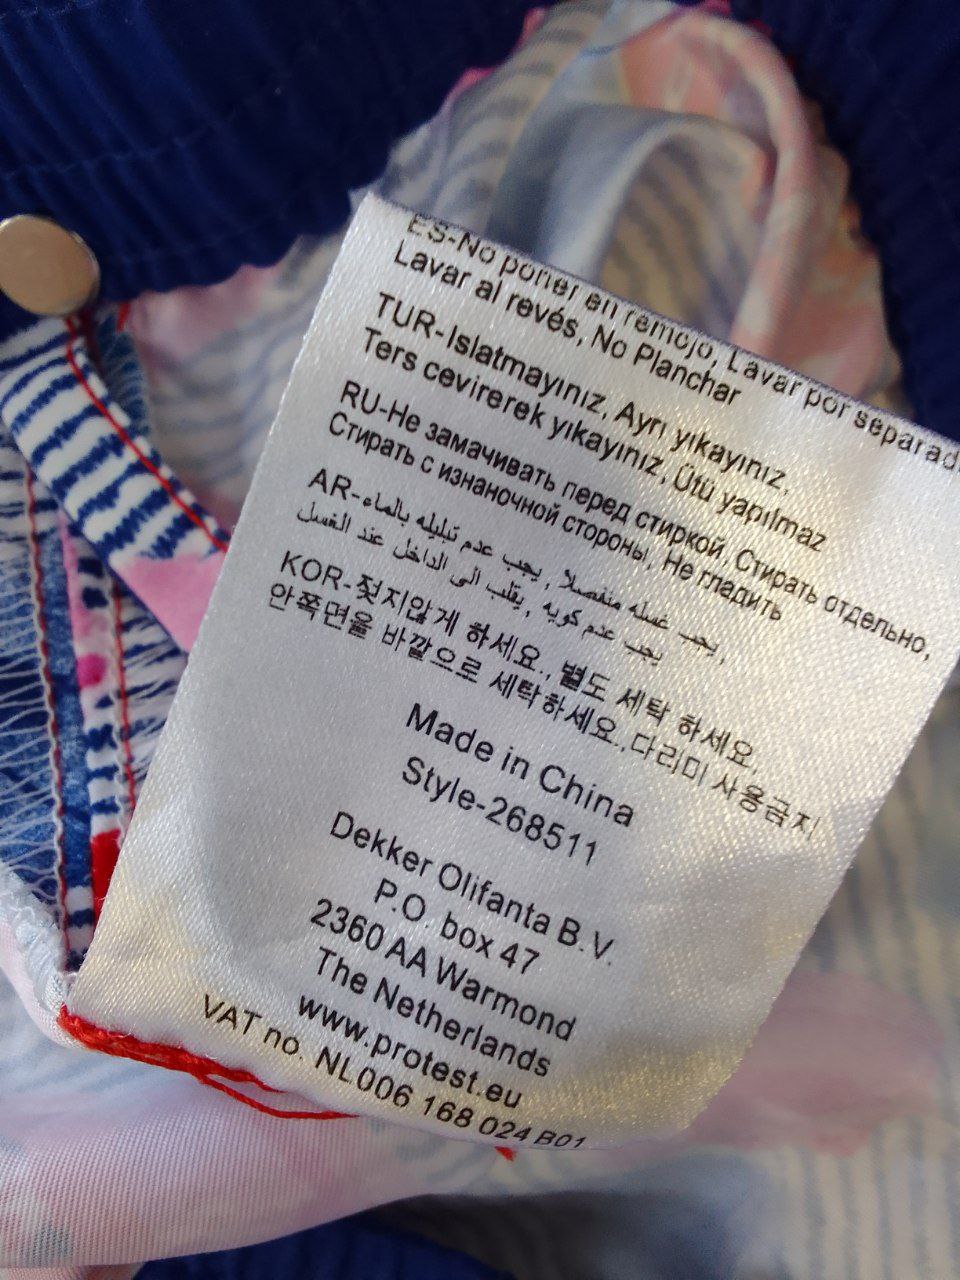 ES-No poner en remojo, Lavar por separad
Lavar al revés, No Planchar
TUR-Islatmayınız, Ayrı yıkayınız,
Ters cevirerek yıkayınız, Ütü yapılmaz
RU-Не замачивать перед стиркой, Стирать отдельно,
Стирать с изнаночной стороны, Не гладить
AR-يجب غسله منفصلا , يجب عدم تبليله بالماء ,
يجب عدم كويه , يقلب الى الداخل عند الغسل
KOR-젖지않게 하세요., 별도 세탁 하세요,
안쪽면을 바깥으로 세탁하세요.,다리미 사용금지
Made in China
Style-268511
Dekker Olifanta B.V.
P.O. box 47
2360 AA Warmond
The Netherlands
www.protest.eu
VAT no. NL006 168 024 B01